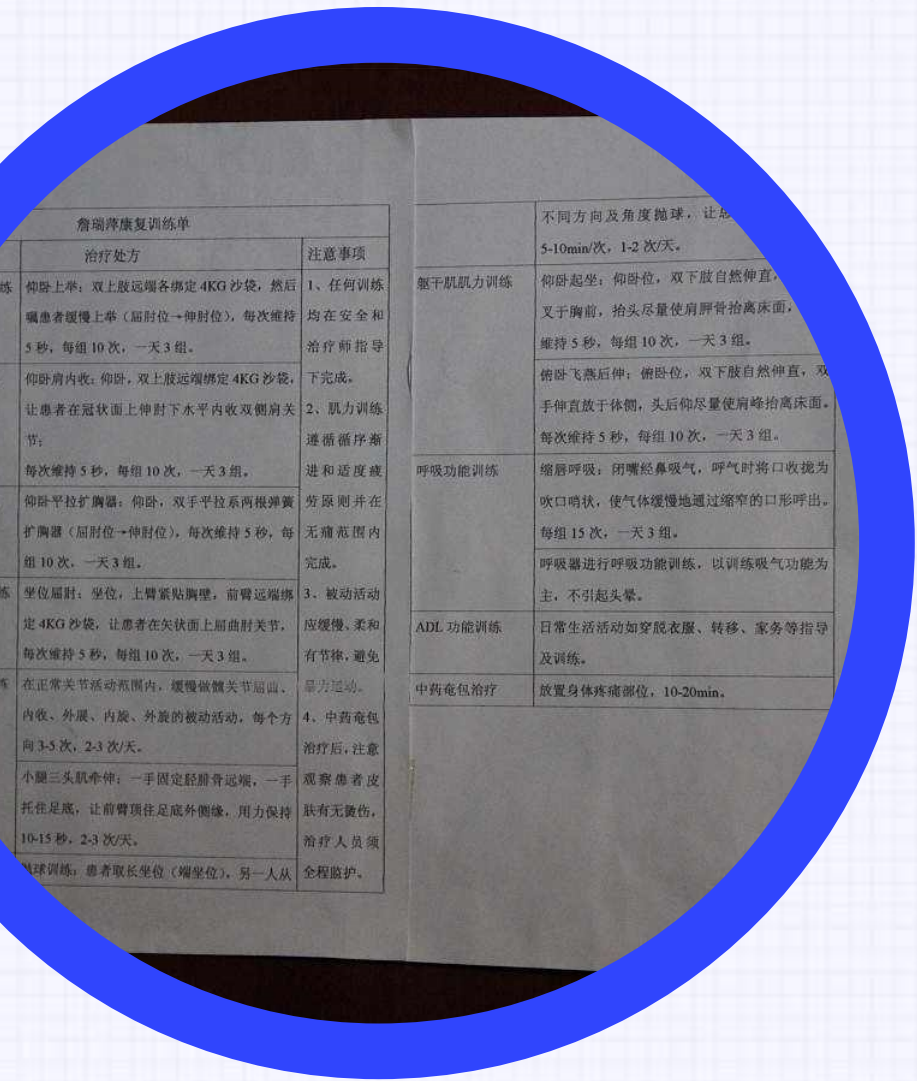 詹瑞萍康复训练单
治疗处方
注意事项
练
仰卧上举：双上肢远端各绑定 4KG 沙袋，然后
嘱患者缓慢上举（屈肘位→伸肘位），每次维持
5 秒，每组 10 次，一天 3 组。
仰卧肩内收：仰卧，双上肢远端绑定 4KG 沙袋，
让患者在冠状面上伸肘下水平内收双侧肩关
节；
每次维持 5 秒，每组 10 次，一天 3 组。
仰卧平拉扩胸器：仰卧，双手平拉系两根弹簧
扩胸器（屈肘位→伸肘位），每次维持 5 秒，每
组 10 次，一天 3 组。
练
坐位屈肘：坐位，上臂紧贴胸壁，前臂远端绑
定 4KG 沙袋，让患者在矢状面上屈曲肘关节，
每次维持 5 秒，每组 10 次，一天 3 组。
练
在正常关节活动范围内，缓慢做髋关节屈曲、
内收、外展、内旋、外旋的被动活动，每个方
向 3-5 次，2-3 次/天。
小腿三头肌牵伸：一手固定胫腓骨远端，一手
托住足底，让前臂顶住足底外侧缘，用力保持
10-15 秒，2-3 次/天。
球训练：患者取长坐位（端坐位），另一人从
1、任何训练
均在安全和
治疗师指导
下完成。
2、肌力训练
遵循循序渐
进和适度疲
劳原则并在
无痛范围内
完成。
3、被动活动
应缓慢、柔和
有节律，避免
暴力运动。
4、中药奄包
治疗后，注意
观察患者皮
肤有无烫伤，
治疗人员须
全程监护。
不同方向及角度抛球，让
5-10min/次，1-2 次/天。
躯干肌肌力训练
仰卧起坐：仰卧位，双下肢自然伸直，
叉于胸前，抬头尽量使肩胛骨抬离床面，
维持 5 秒，每组 10 次，一天 3 组。
俯卧飞燕后伸：俯卧位，双下肢自然伸直，双
手伸直放于体侧，头后仰尽量使肩峰抬离床面。
每次维持 5 秒，每组 10 次，一天 3 组。
呼吸功能训练
缩唇呼吸：闭嘴经鼻吸气，呼气时将口收拢为
吹口哨状，使气体缓慢地通过缩窄的口形呼出。
每组 15 次，一天 3 组。
呼吸器进行呼吸功能训练，以训练吸气功能为
主，不引起头晕。
ADL 功能训练
日常生活活动如穿脱衣服、转移、家务等指导
及训练。
中药奄包治疗
放置身体疼痛部位，10-20min。